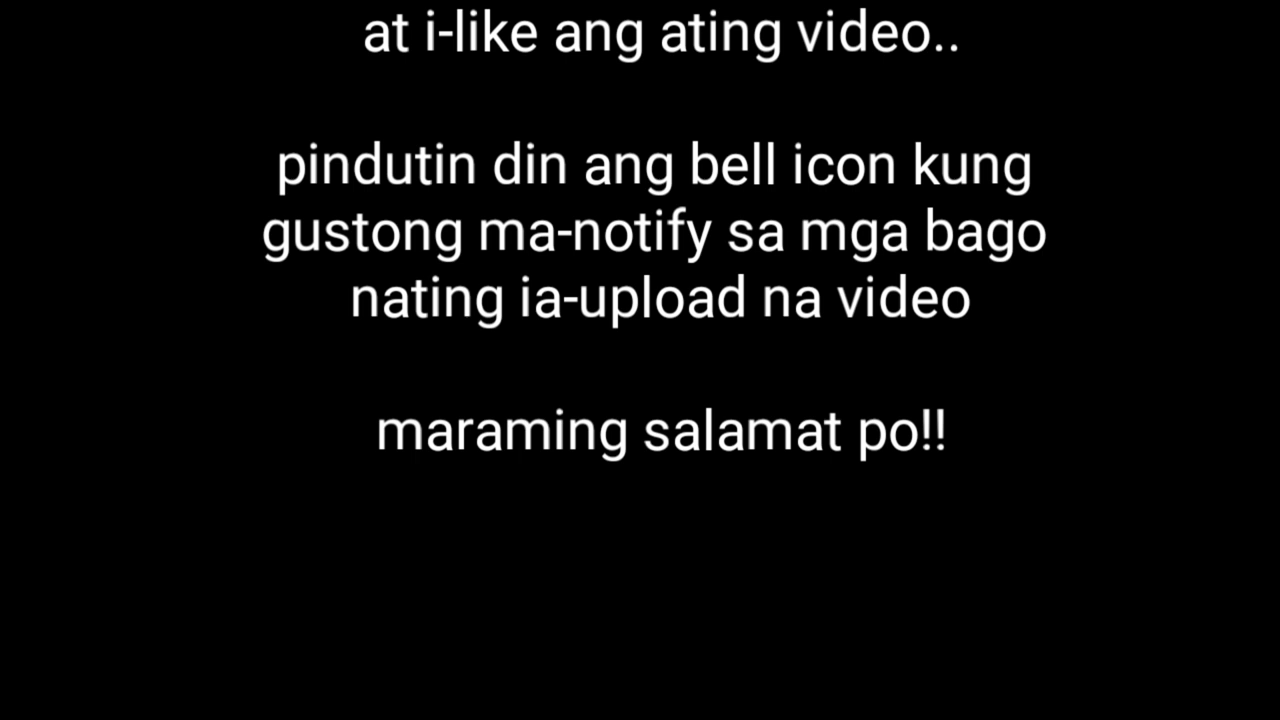 at i-like ang ating video..
pindutin din ang bell icon kung
gustong ma-notify sa mga bago
nating ia-upload na video
maraming salamat po!!